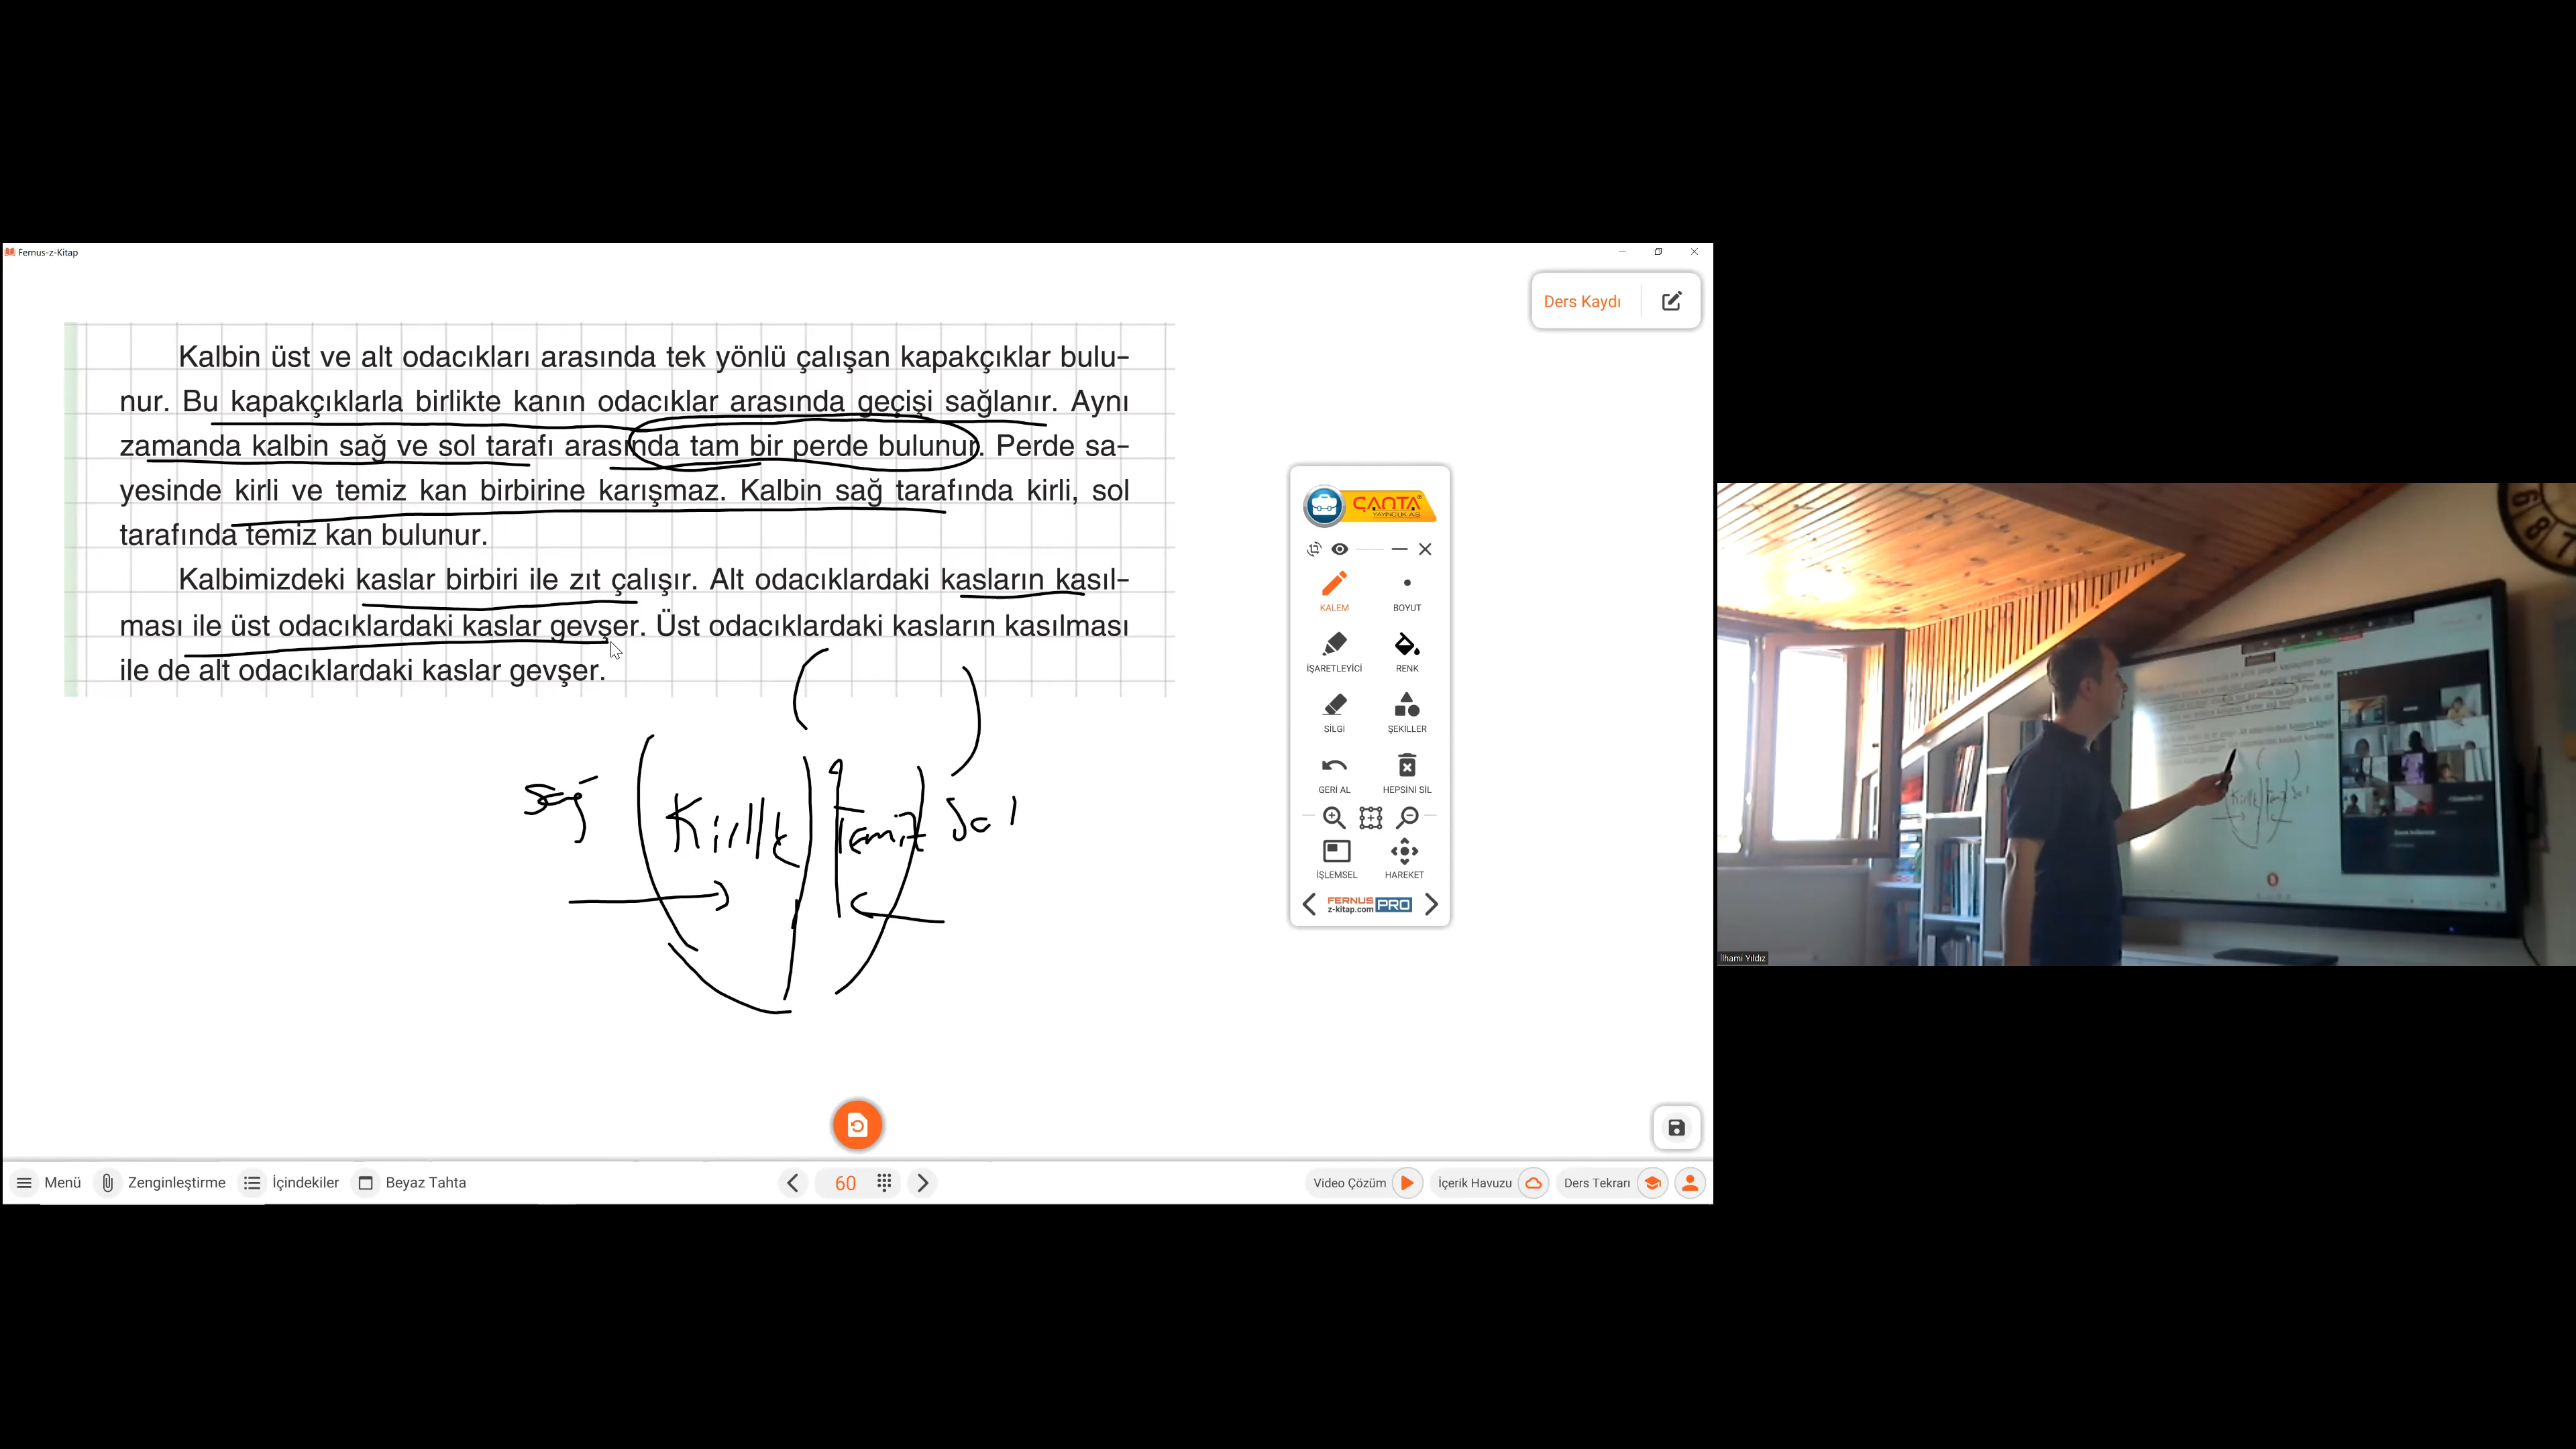 Fernus-z-Kitap
Ders Kaydı
Kalbin üst ve alt odacıkları arasında tek yönlü çalışan kapakçıklar bulu-
nur. Bu kapakçıklarla birlikte kanın odacıklar arasında geçişi sağlanır. Aynı
zamanda kalbin sağ ve sol tarafı arasında tam bir perde bulunur. Perde sa-
yesinde kirli ve temiz kan birbirine karışmaz. Kalbin sağ tarafında kirli, sol
tarafında temiz kan bulunur.
Kalbimizdeki kaslar birbiri ile zıt çalışır. Alt odacıklardaki kasların kasıl-
ması ile üst odacıklardaki kaslar gevşer. Üst odacıklardaki kasların kasılması
ile de alt odacıklardaki kaslar gevşer.
sağ Kirli Temiz Sol
ÇANTA
YAYINCILIK A.Ş.
KALEM BOYUT
İŞARETLEYİCİ RENK
SİLGİ ŞEKİLLER
GERİ AL HEPSİNİ SİL
İŞLEMSEL HAREKET
FERNUS
z-kitap.com PRO
İlhami Yıldız
Menü Zenginleştirme İçindekiler Beyaz Tahta 60 Video Çözüm İçerik Havuzu Ders Tekrarı